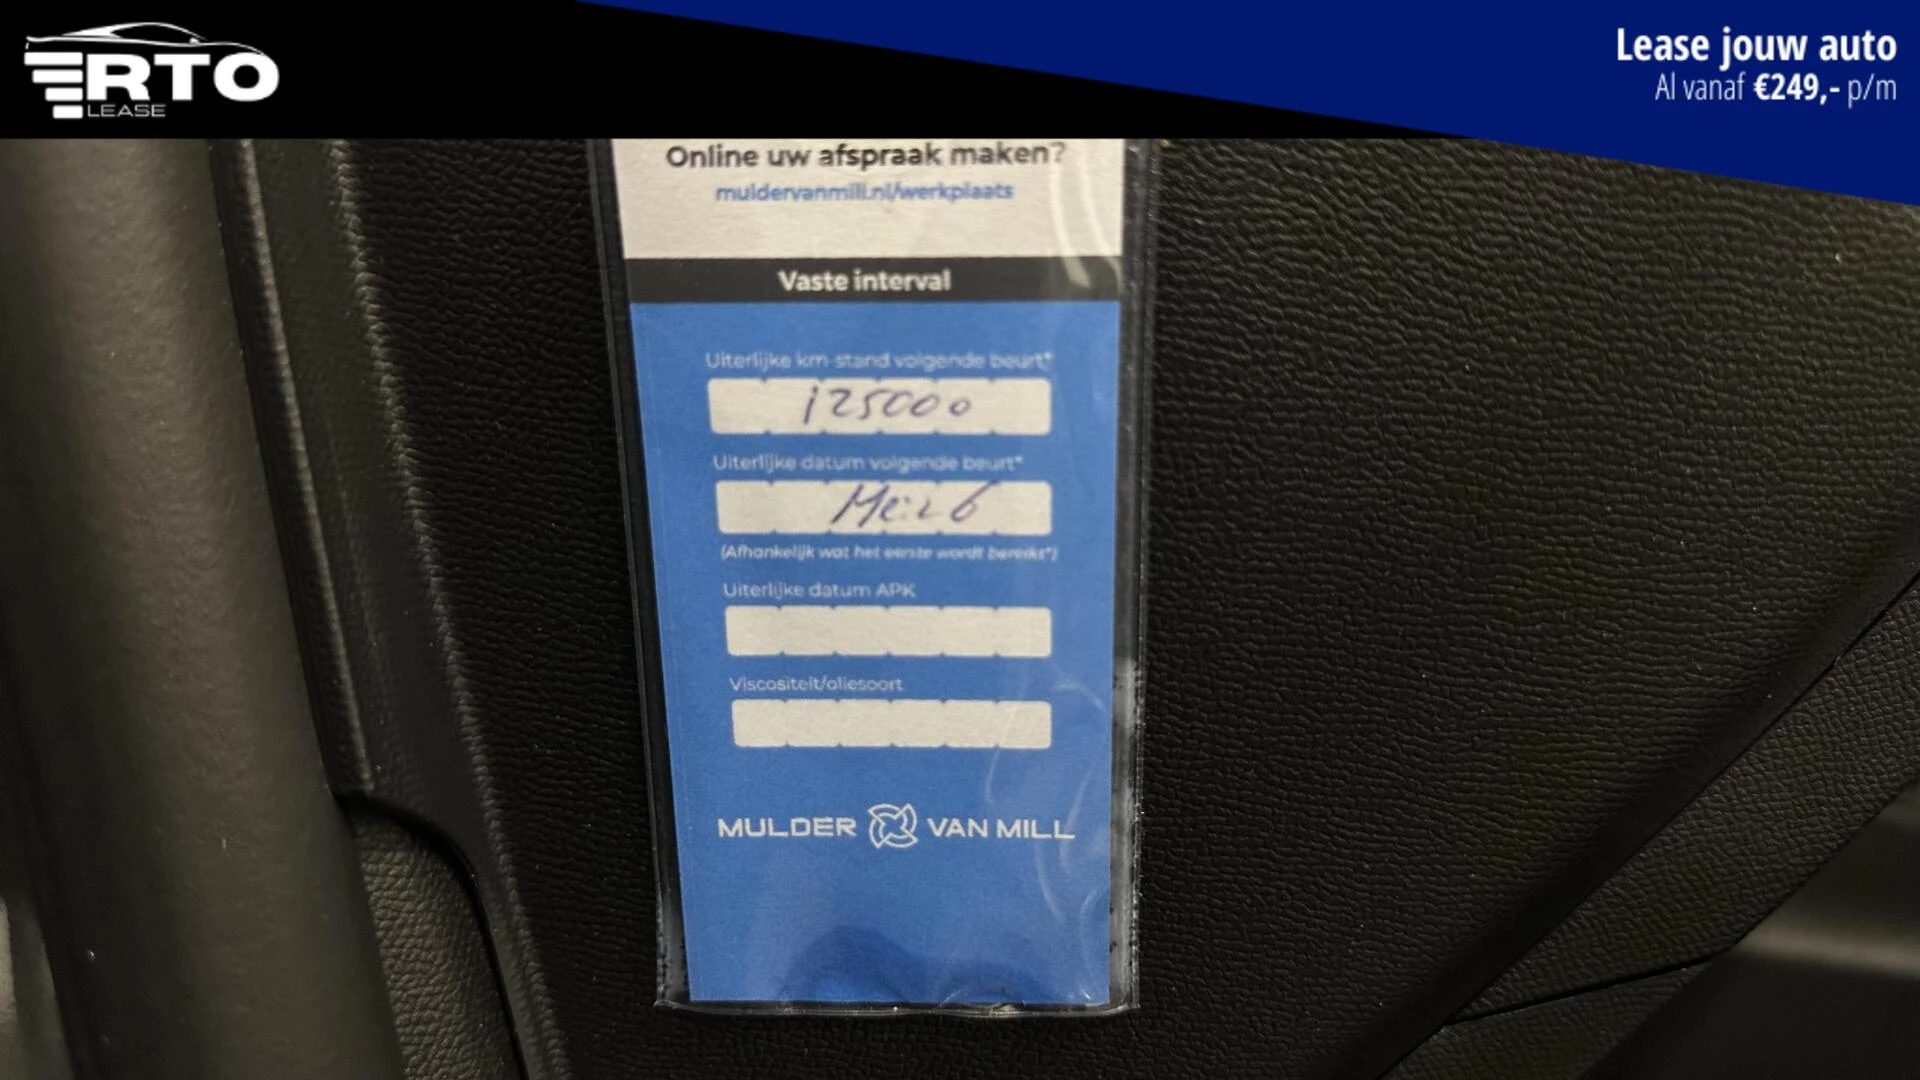 RTO
LEASE
Lease jouw auto
Al vanaf €249,- p/m
Online uw afspraak maken?
muldervanmill.nl/werkplaats
Vaste interval
Uiterlijke km-stand volgende beurt*
125000
Uiterlijke datum volgende beurt*
Mei 26
(Afhankelijk wat het eerste wordt bereikt*)
Uiterlijke datum APK
Viscositeit/oliesoort
MULDER VAN MILL